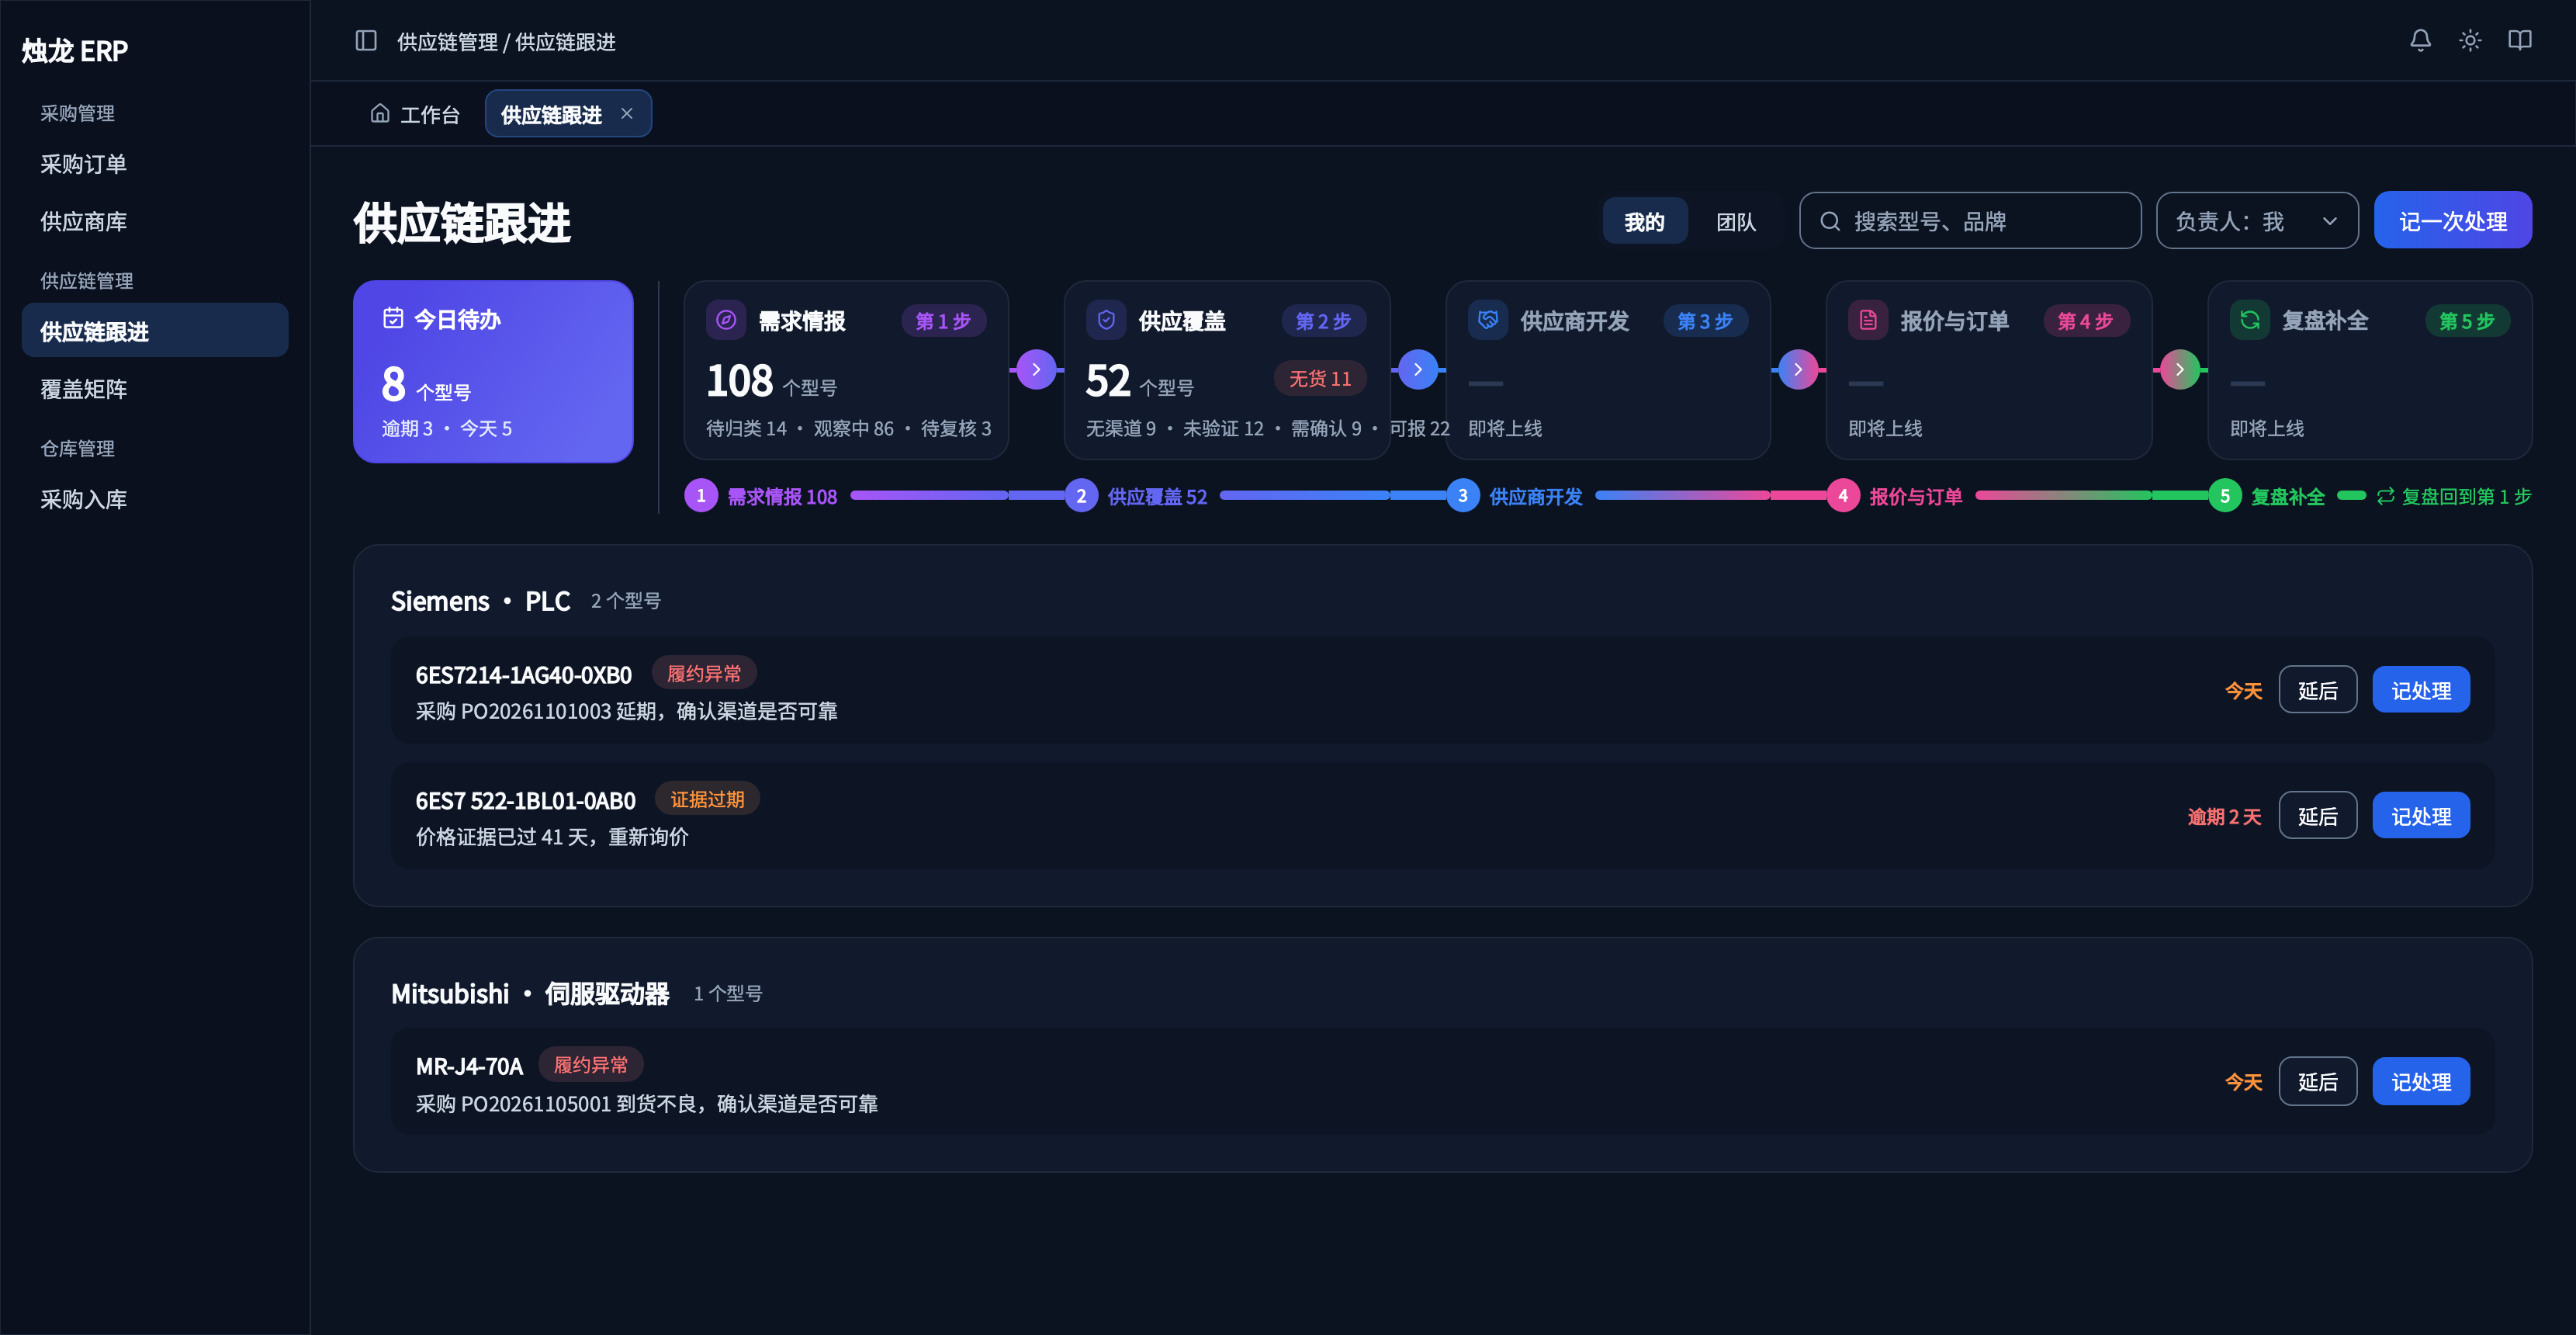 烛龙 ERP
采购管理
采购订单
供应商库
供应链管理
供应链跟进
覆盖矩阵
仓库管理
采购入库
供应链管理 / 供应链跟进
工作台
供应链跟进
供应链跟进
我的 团队
搜索型号、品牌
负责人：我
记一次处理
今日待办
8 个型号
逾期 3 · 今天 5
需求情报 第 1 步
108 个型号
待归类 14 · 观察中 86 · 待复核 3
供应覆盖 第 2 步
52 个型号 无货 11
无渠道 9 · 未验证 12 · 需确认 9 · 可报 22
供应商开发 第 3 步
—
即将上线
报价与订单 第 4 步
—
即将上线
复盘补全 第 5 步
—
即将上线
1 需求情报 108
2 供应覆盖 52
3 供应商开发
4 报价与订单
5 复盘补全
复盘回到第 1 步
Siemens · PLC 2 个型号
6ES7214-1AG40-0XB0 履约异常
采购 PO20261101003 延期，确认渠道是否可靠
今天 延后 记处理
6ES7 522-1BL01-0AB0 证据过期
价格证据已过 41 天，重新询价
逾期 2 天 延后 记处理
Mitsubishi · 伺服驱动器 1 个型号
MR-J4-70A 履约异常
采购 PO20261105001 到货不良，确认渠道是否可靠
今天 延后 记处理